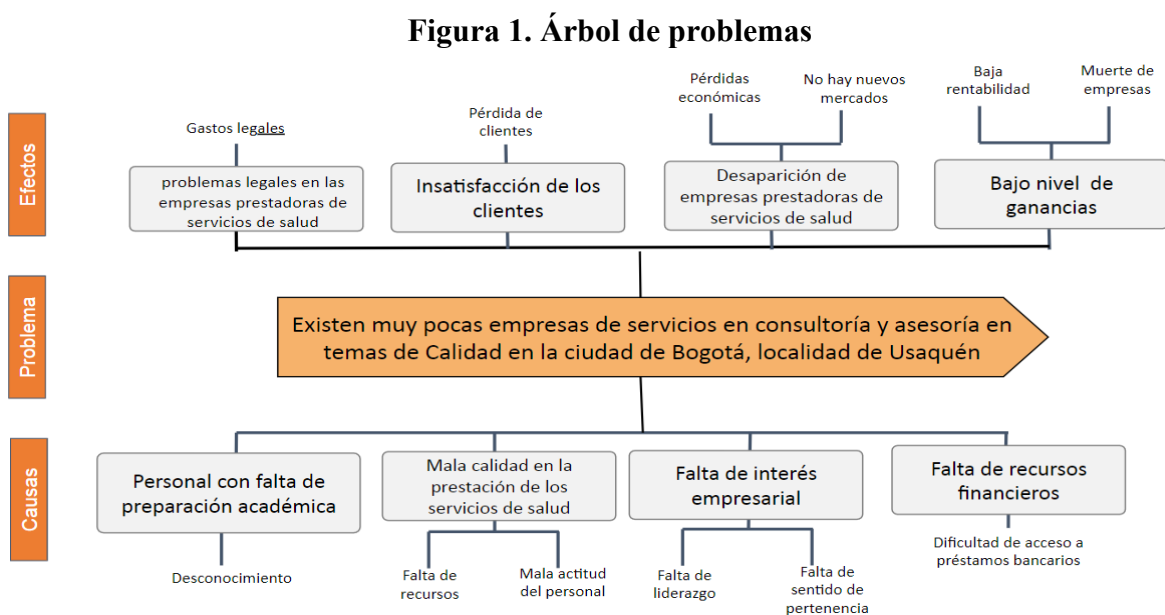 Figura 1. Árbol de problemas
Efectos
Gastos legales
Pérdida de
clientes
Pérdidas
económicas
No hay nuevos
mercados
Baja
rentabilidad
Muerte de
empresas
problemas legales en las
empresas prestadoras de
servicios de salud
Insatisfacción de los
clientes
Desaparición de
empresas prestadoras de
servicios de salud
Bajo nivel de
ganancias
Problema
Existen muy pocas empresas de servicios en consultoría y asesoría en
temas de Calidad en la ciudad de Bogotá, localidad de Usaquén
Causas
Personal con falta de
preparación académica
Mala calidad en la
prestación de los
servicios de salud
Falta de interés
empresarial
Falta de recursos
financieros
Desconocimiento
Falta de
recursos
Mala actitud
del personal
Falta de
liderazgo
Falta de
sentido de
pertenencia
Dificultad de acceso a
préstamos bancarios